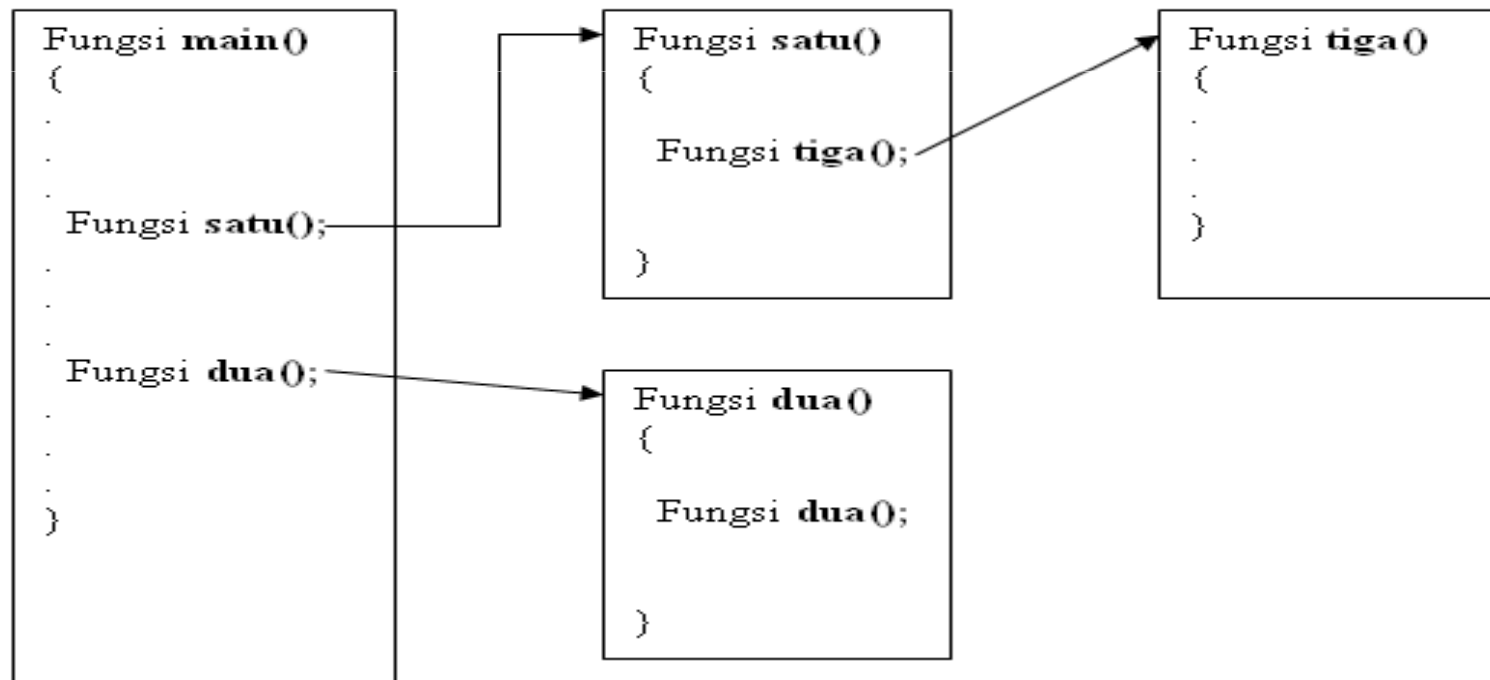 Fungsi main()
{
.
.
.
Fungsi satu();
.
.
.
Fungsi dua();
.
.
.
}
Fungsi satu()
{
Fungsi tiga();
}
Fungsi tiga()
{
.
.
.
}
Fungsi dua()
{
Fungsi dua();
}